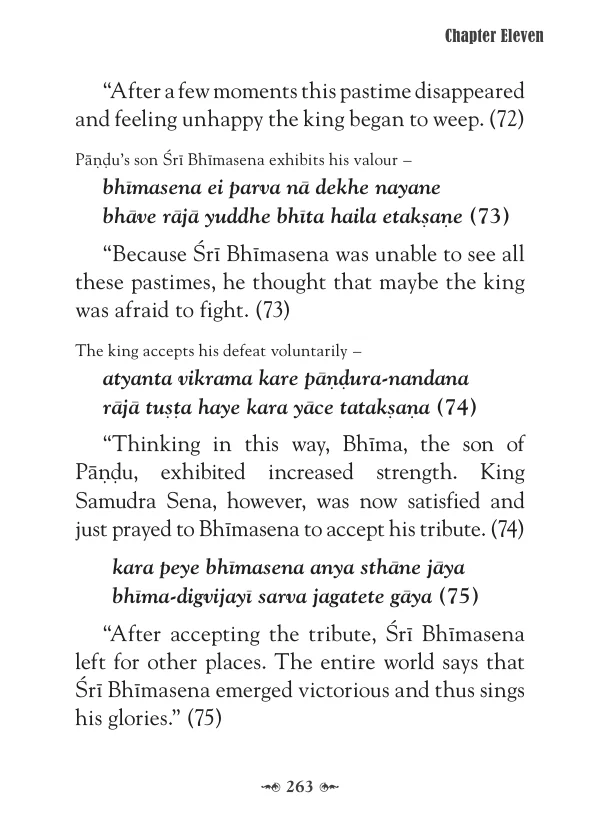 Chapter Eleven
“After a few moments this pastime disappeared
and feeling unhappy the king began to weep. (72)
Pāṇḍu’s son Śrī Bhīmasena exhibits his valour –
bhīmasena ei parva nā dekhe nayane
bhāve rājā yuddhe bhīta haila etakṣaṇe (73)
“Because Śrī Bhīmasena was unable to see all
these pastimes, he thought that maybe the king
was afraid to fight. (73)
The king accepts his defeat voluntarily –
atyanta vikrama kare pāṇḍura-nandana
rājā tuṣṭa haye kara yāce tatakṣaṇa (74)
“Thinking in this way, Bhīma, the son of
Pāṇḍu, exhibited increased strength. King
Samudra Sena, however, was now satisfied and
just prayed to Bhīmasena to accept his tribute. (74)
kara peye bhīmasena anya sthāne jāya
bhīma-digvijayī sarva jagatete gāya (75)
“After accepting the tribute, Śrī Bhīmasena
left for other places. The entire world says that
Śrī Bhīmasena emerged victorious and thus sings
his glories.” (75)
263